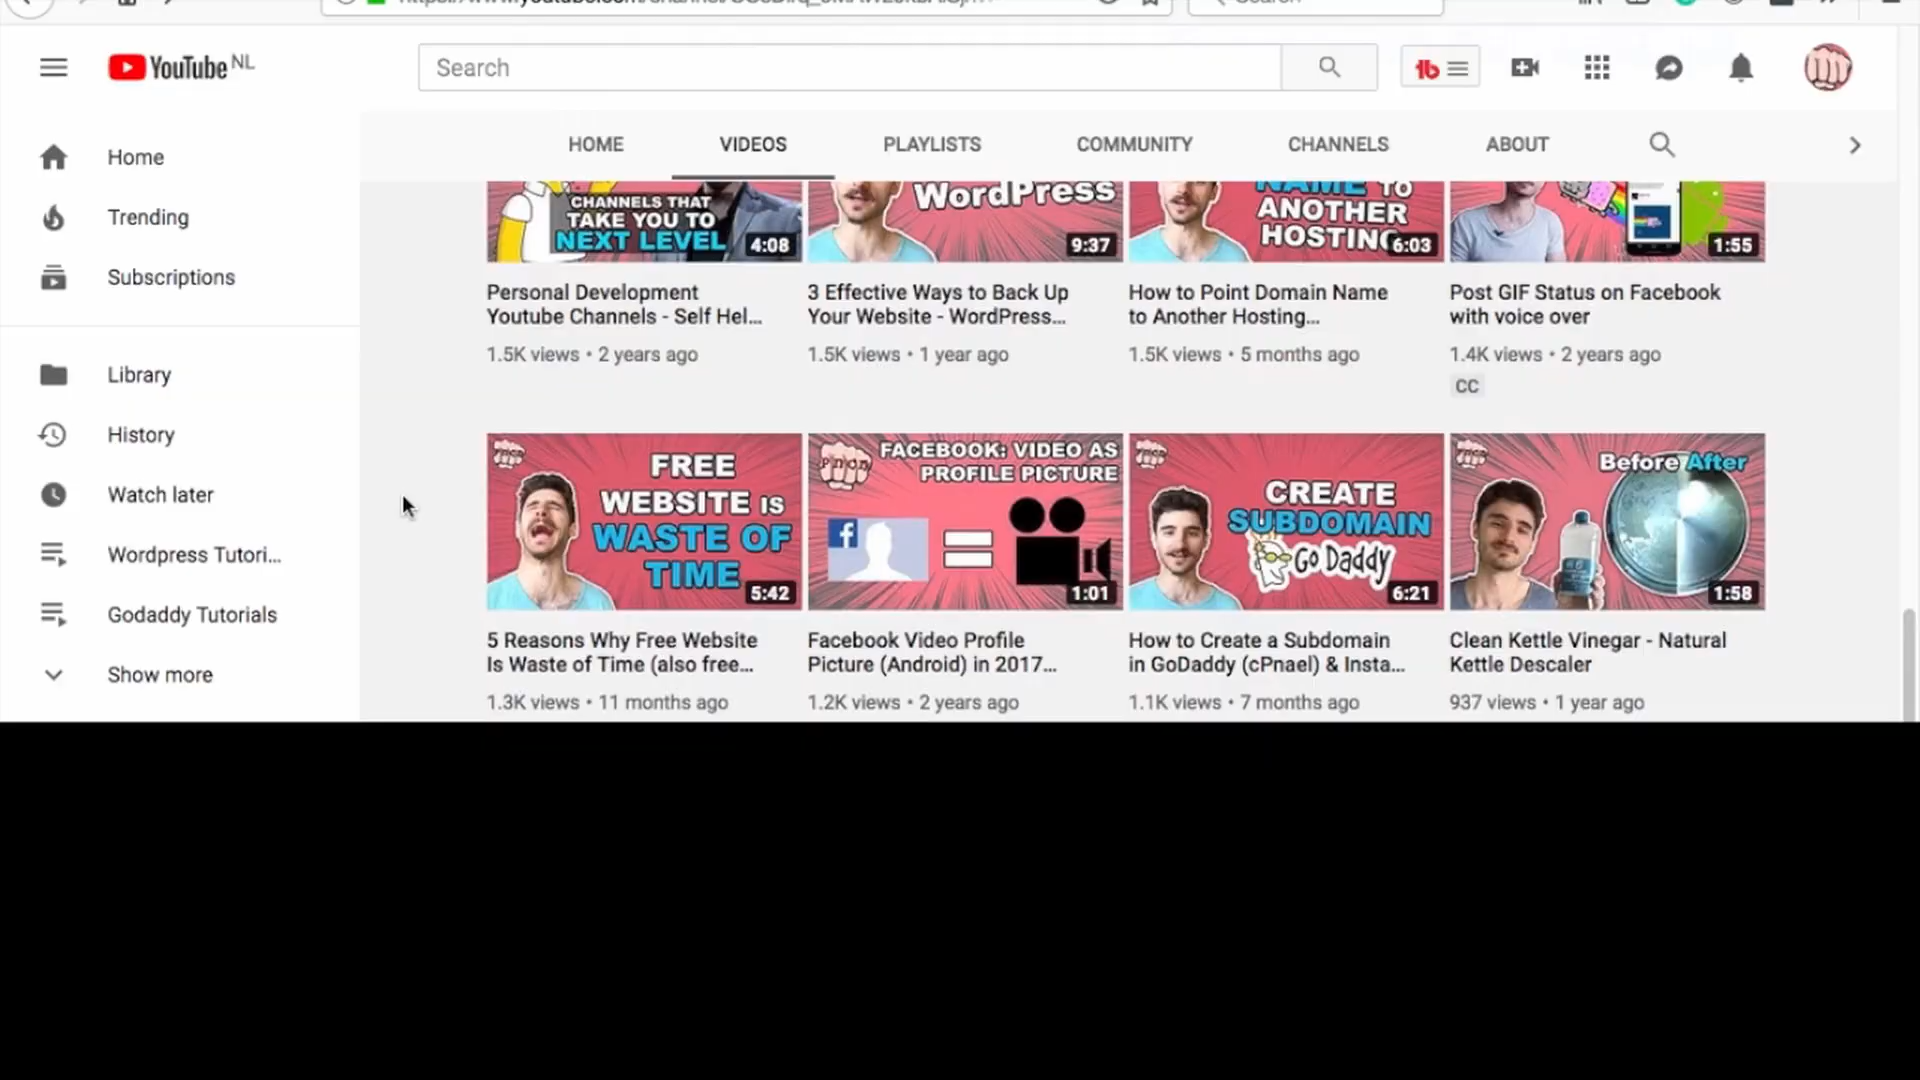 YouTube NL
Search
HOME
VIDEOS
PLAYLISTS
COMMUNITY
CHANNELS
ABOUT
Home
Trending
Subscriptions
Library
History
Watch later
Wordpress Tutori...
Godaddy Tutorials
Show more
CHANNELS THAT
TAKE YOU TO
NEXT LEVEL
4:08
WordPress
9:37
NAME TO
ANOTHER
HOSTING
6:03
1:55
Personal Development
Youtube Channels - Self Hel...
1.5K views • 2 years ago
3 Effective Ways to Back Up
Your Website - WordPress...
1.5K views • 1 year ago
How to Point Domain Name
to Another Hosting...
1.5K views • 5 months ago
Post GIF Status on Facebook
with voice over
1.4K views • 2 years ago
CC
FREE
WEBSITE IS
WASTE OF
TIME
5:42
FACEBOOK: VIDEO AS
PROFILE PICTURE
1:01
CREATE
SUBDOMAIN
Go Daddy
6:21
Before After
1:58
5 Reasons Why Free Website
Is Waste of Time (also free...
1.3K views • 11 months ago
Facebook Video Profile
Picture (Android) in 2017...
1.2K views • 2 years ago
How to Create a Subdomain
in GoDaddy (cPnael) & Insta...
1.1K views • 7 months ago
Clean Kettle Vinegar - Natural
Kettle Descaler
937 views • 1 year ago